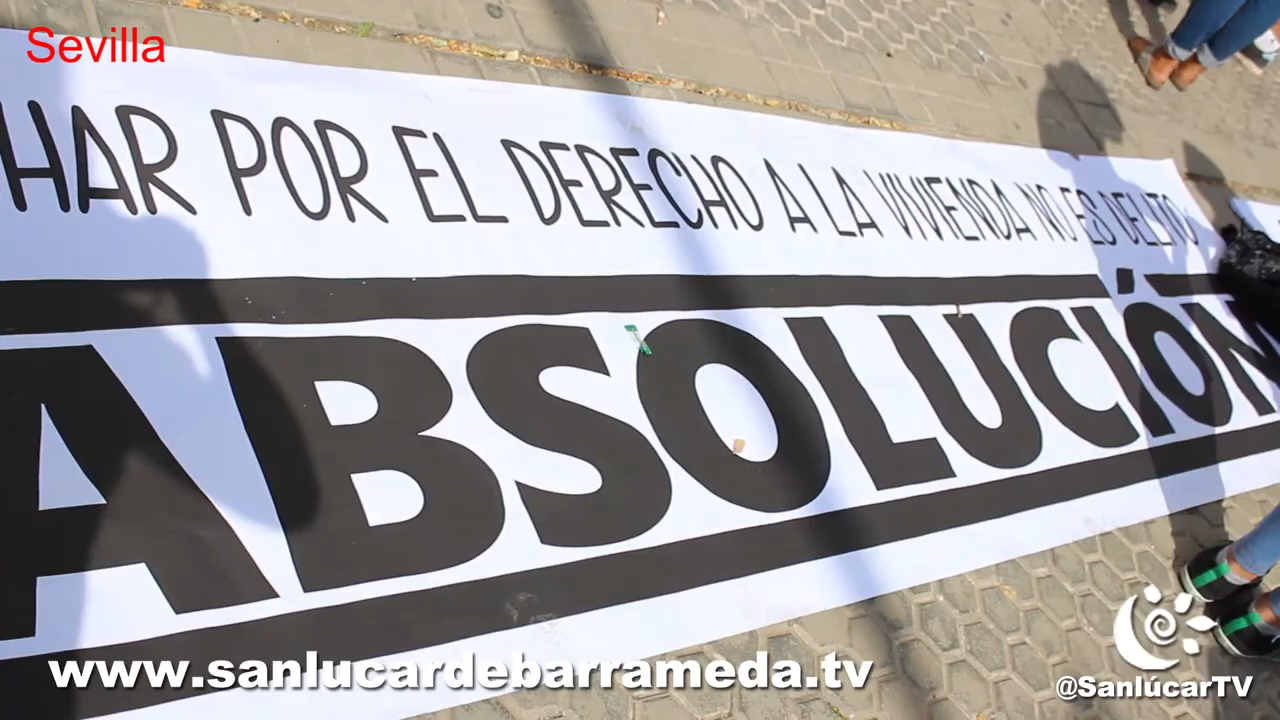 Sevilla
HAR POR EL DERECHO A LA VIVIENDA NO ES DELITO
ABSOLUCIÓN
www.sanlucardebarrameda.tv
@SanlúcarTV